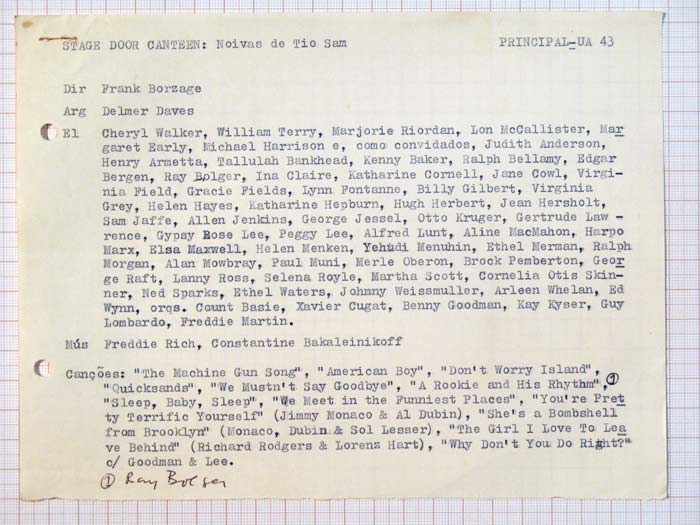 STAGE DOOR CANTEEN: Noivas de Tio Sam PRINCIPAL-UA 43
Dir Frank Borzage
Arg Delmer Daves
El Cheryl Walker, William Terry, Marjorie Riordan, Lon McCallister, Mar
garet Early, Michael Harrison e, como convidados, Judith Anderson,
Henry Armetta, Tallulah Bankhead, Kenny Baker, Ralph Bellamy, Edgar
Bergen, Ray Bolger, Ina Claire, Katharine Cornell, Jane Cowl, Virgi-
nia Field, Gracie Fields, Lynn Fontanne, Billy Gilbert, Virginia
Grey, Helen Hayes, Katharine Hepburn, Hugh Herbert, Jean Hersholt,
Sam Jaffe, Allen Jenkins, George Jessel, Otto Kruger, Gertrude Law -
rence, Gypsy Rose Lee, Peggy Lee, Alfred Lunt, Aline MacMahon, Harpo
Marx, Elsa Maxwell, Helen Menken, Yehudi Menuhin, Ethel Merman, Ralph
Morgan, Alan Mowbray, Paul Muni, Merle Oberon, Brock Pemberton, Geor
ge Raft, Lanny Ross, Selena Royle, Martha Scott, Cornelia Otis Skin-
ner, Ned Sparks, Ethel Waters, Johnny Weissmuller, Arleen Whelan, Ed
Wynn, orqs. Count Basie, Xavier Cugat, Benny Goodman, Kay Kyser, Guy
Lombardo, Freddie Martin.
Mús Freddie Rich, Constantine Bakaleinikoff
Canções: "The Machine Gun Song", "American Boy", "Don't Worry Island",
"Quicksands", "We Mustn't Say Goodbye", "A Rookie and His Rhythm",①
"Sleep, Baby, Sleep", "We Meet in the Funniest Places", "You're Pret
ty Terrific Yourself" (Jimmy Monaco & Al Dubin), "She's a Bombshell
from Brooklyn" (Monaco, Dubin & Sol Lesser), "The Girl I Love To Lea
ve Behind" (Richard Rodgers & Lorenz Hart), "Why Don't You Do Right?"
c/ Goodman & Lee.
① Ray Bolger